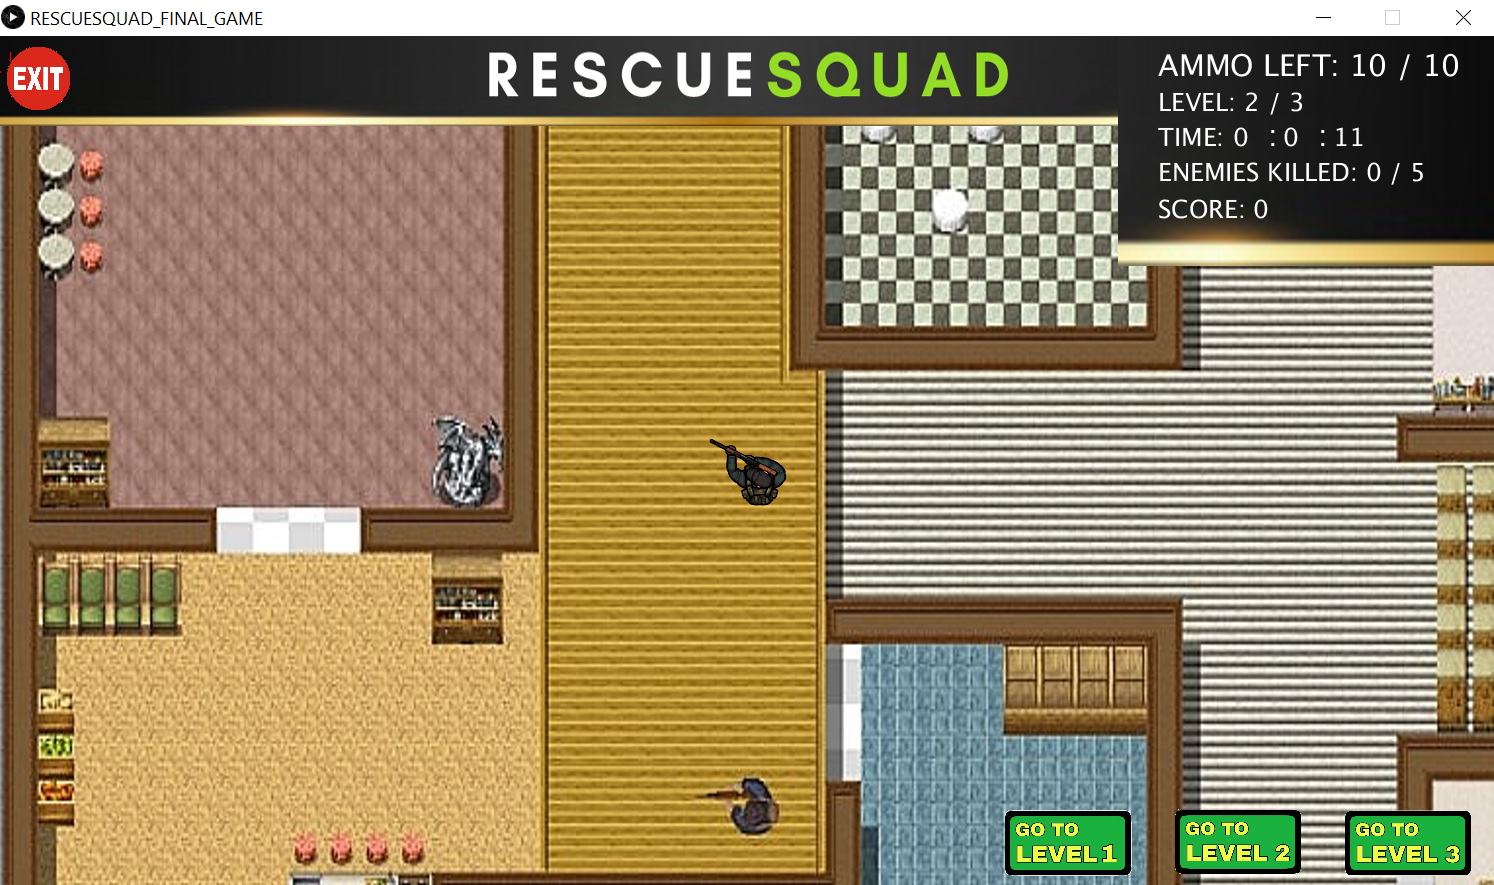 RESCUESQUAD_FINAL_GAME
EXIT
RESCUESQUAD
AMMO LEFT: 10 / 10
LEVEL: 2 / 3
TIME: 0 : 0 : 11
ENEMIES KILLED: 0 / 5
SCORE: 0
GO TO
LEVEL 1
GO TO
LEVEL 2
GO TO
LEVEL 3